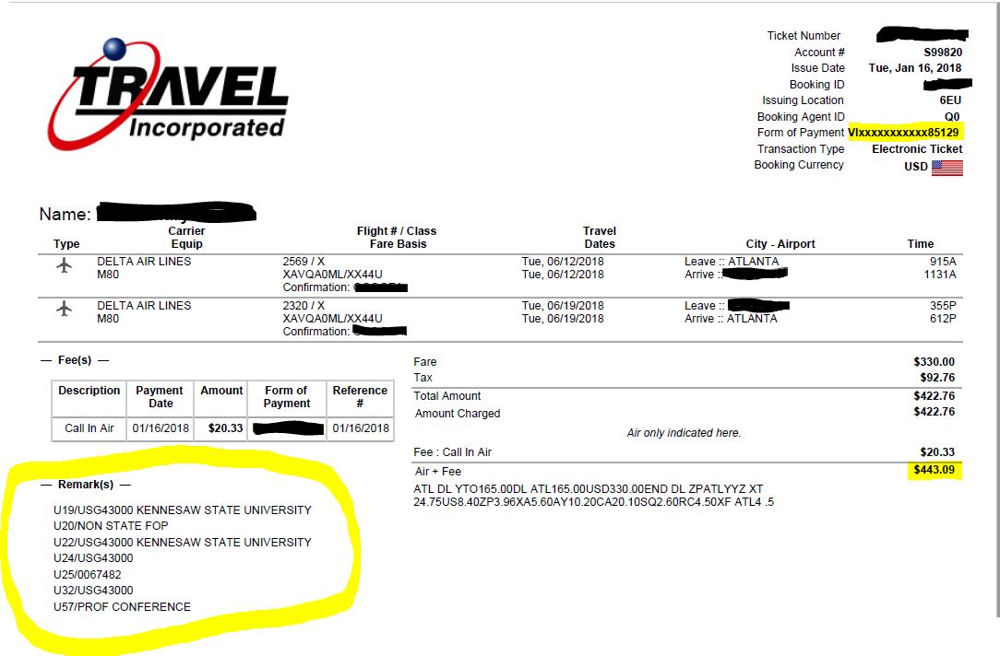 TRAVEL
Incorporated
Ticket Number
Account # S99820
Issue Date Tue, Jan 16, 2018
Booking ID
Issuing Location 6EU
Booking Agent ID Q0
Form of Payment VIxxxxxxxxxxx85129
Transaction Type Electronic Ticket
Booking Currency USD
Name:
Type Carrier Equip Flight # / Class Fare Basis Travel Dates City - Airport Time
DELTA AIR LINES 2569 / X Tue, 06/12/2018 Leave :: ATLANTA 915A
M80 XAVQA0ML/XX44U Tue, 06/12/2018 Arrive :: 1131A
Confirmation:
DELTA AIR LINES 2320 / X Tue, 06/19/2018 Leave :: 355P
M80 XAVQA0ML/XX44U Tue, 06/19/2018 Arrive :: ATLANTA 612P
Confirmation:
— Fee(s) —
Description Payment Date Amount Form of Payment Reference #
Call In Air 01/16/2018 $20.33 01/16/2018
Fare $330.00
Tax $92.76
Total Amount $422.76
Amount Charged $422.76
Air only indicated here.
Fee : Call In Air $20.33
Air + Fee $443.09
ATL DL YTO165.00DL ATL165.00USD330.00END DL ZPATLYYZ XT
24.75US8.40ZP3.96XA5.60AY10.20CA20.10SQ2.60RC4.50XF ATL4 .5
— Remark(s) —
U19/USG43000 KENNESAW STATE UNIVERSITY
U20/NON STATE FOP
U22/USG43000 KENNESAW STATE UNIVERSITY
U24/USG43000
U25/0067482
U32/USG43000
U57/PROF CONFERENCE